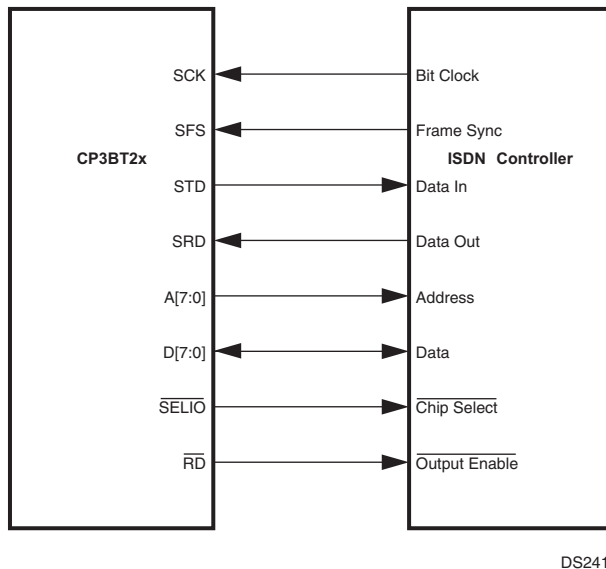 SCK Bit Clock
SFS Frame Sync
CP3BT2x ISDN Controller
STD Data In
SRD Data Out
A[7:0] Address
D[7:0] Data
SELIO Chip Select
RD Output Enable
DS241